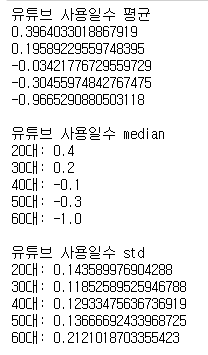 유튜브 사용일수 평균
0.3964033018867919
0.19589229559748395
-0.03421776729559729
-0.30455974842767475
-0.9665290880503118
유튜브 사용일수 median
20대: 0.4
30대: 0.2
40대: -0.1
50대: -0.3
60대: -1.0
유튜브 사용일수 std
20대: 0.143589976904288
30대: 0.11852589525946788
40대: 0.12933475636736919
50대: 0.13666692433968725
60대: 0.2121018703355423